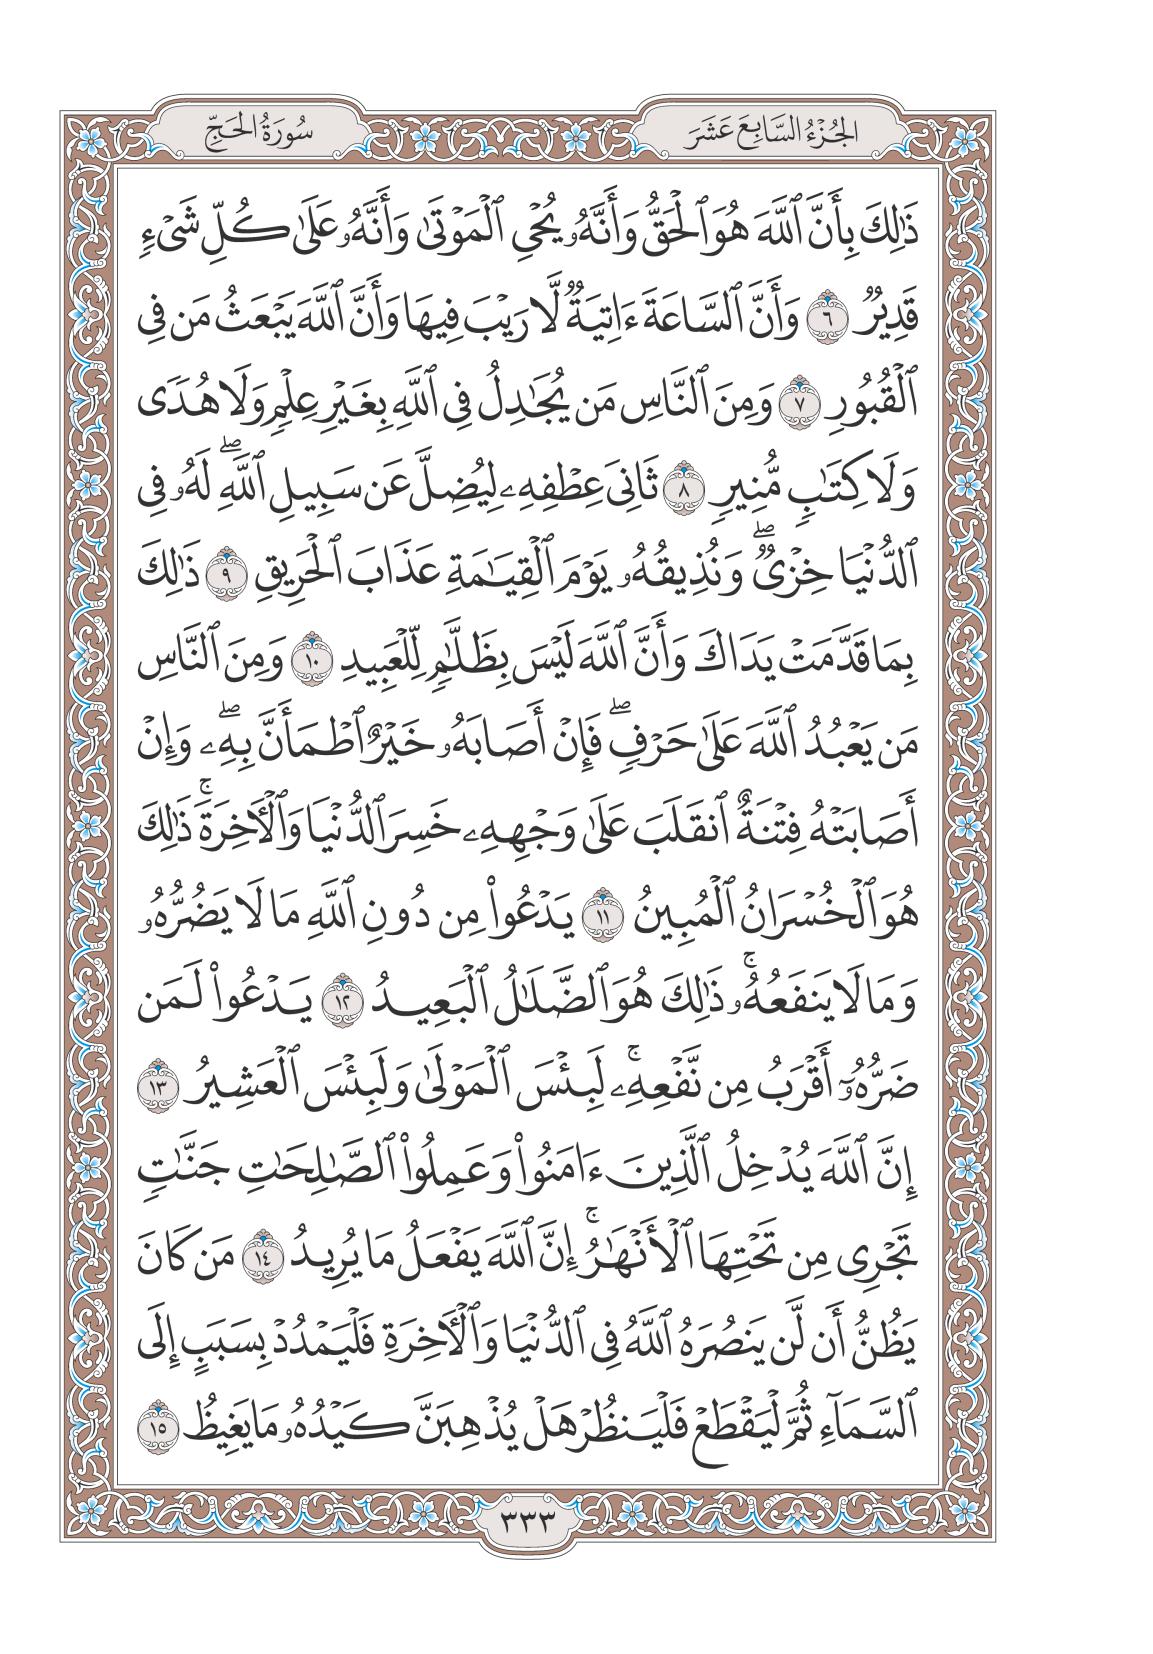 الجُزْءُ السَّابِعَ عَشَرَ
سُورَةُ الحَجِّ
ذَٰلِكَ بِأَنَّ ٱللَّهَ هُوَ ٱلْحَقُّ وَأَنَّهُۥ يُحْىِ ٱلْمَوْتَىٰ وَأَنَّهُۥ عَلَىٰ كُلِّ شَىْءٍ
قَدِيرٌ ٦ وَأَنَّ ٱلسَّاعَةَ ءَاتِيَةٌ لَّا رَيْبَ فِيهَا وَأَنَّ ٱللَّهَ يَبْعَثُ مَن فِى
ٱلْقُبُورِ ٧ وَمِنَ ٱلنَّاسِ مَن يُجَٰدِلُ فِى ٱللَّهِ بِغَيْرِ عِلْمٍ وَلَا هُدًى
وَلَا كِتَٰبٍ مُّنِيرٍ ٨ ثَانِىَ عِطْفِهِۦ لِيُضِلَّ عَن سَبِيلِ ٱللَّهِ ۖ لَهُۥ فِى
ٱلدُّنْيَا خِزْىٌ ۖ وَنُذِيقُهُۥ يَوْمَ ٱلْقِيَٰمَةِ عَذَابَ ٱلْحَرِيقِ ٩ ذَٰلِكَ
بِمَا قَدَّمَتْ يَدَاكَ وَأَنَّ ٱللَّهَ لَيْسَ بِظَلَّٰمٍ لِّلْعَبِيدِ ١٠ وَمِنَ ٱلنَّاسِ
مَن يَعْبُدُ ٱللَّهَ عَلَىٰ حَرْفٍ ۖ فَإِنْ أَصَابَهُۥ خَيْرٌ ٱطْمَأَنَّ بِهِۦ ۖ وَإِنْ
أَصَابَتْهُ فِتْنَةٌ ٱنقَلَبَ عَلَىٰ وَجْهِهِۦ خَسِرَ ٱلدُّنْيَا وَٱلْـَٔاخِرَةَ ۚ ذَٰلِكَ
هُوَ ٱلْخُسْرَانُ ٱلْمُبِينُ ١١ يَدْعُوا۟ مِن دُونِ ٱللَّهِ مَا لَا يَضُرُّهُۥ
وَمَا لَا يَنفَعُهُۥ ۚ ذَٰلِكَ هُوَ ٱلضَّلَٰلُ ٱلْبَعِيدُ ١٢ يَدْعُوا۟ لَمَن
ضَرُّهُۥٓ أَقْرَبُ مِن نَّفْعِهِۦ ۚ لَبِئْسَ ٱلْمَوْلَىٰ وَلَبِئْسَ ٱلْعَشِيرُ ١٣
إِنَّ ٱللَّهَ يُدْخِلُ ٱلَّذِينَ ءَامَنُوا۟ وَعَمِلُوا۟ ٱلصَّٰلِحَٰتِ جَنَّٰتٍ
تَجْرِى مِن تَحْتِهَا ٱلْأَنْهَٰرُ ۚ إِنَّ ٱللَّهَ يَفْعَلُ مَا يُرِيدُ ١٤ مَن كَانَ
يَظُنُّ أَن لَّن يَنصُرَهُ ٱللَّهُ فِى ٱلدُّنْيَا وَٱلْـَٔاخِرَةِ فَلْيَمْدُدْ بِسَبَبٍ إِلَى
ٱلسَّمَآءِ ثُمَّ لْيَقْطَعْ فَلْيَنظُرْ هَلْ يُذْهِبَنَّ كَيْدُهُۥ مَا يَغِيظُ ١٥
٣٣٣